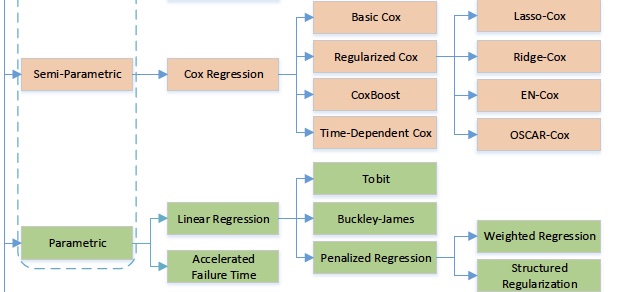 Basic Cox
Lasso-Cox
Semi-Parametric
Cox Regression
Regularized Cox
Ridge-Cox
CoxBoost
EN-Cox
Time-Dependent Cox
OSCAR-Cox
Tobit
Linear Regression
Buckley-James
Parametric
Weighted Regression
Accelerated
Failure Time
Penalized Regression
Structured
Regularization